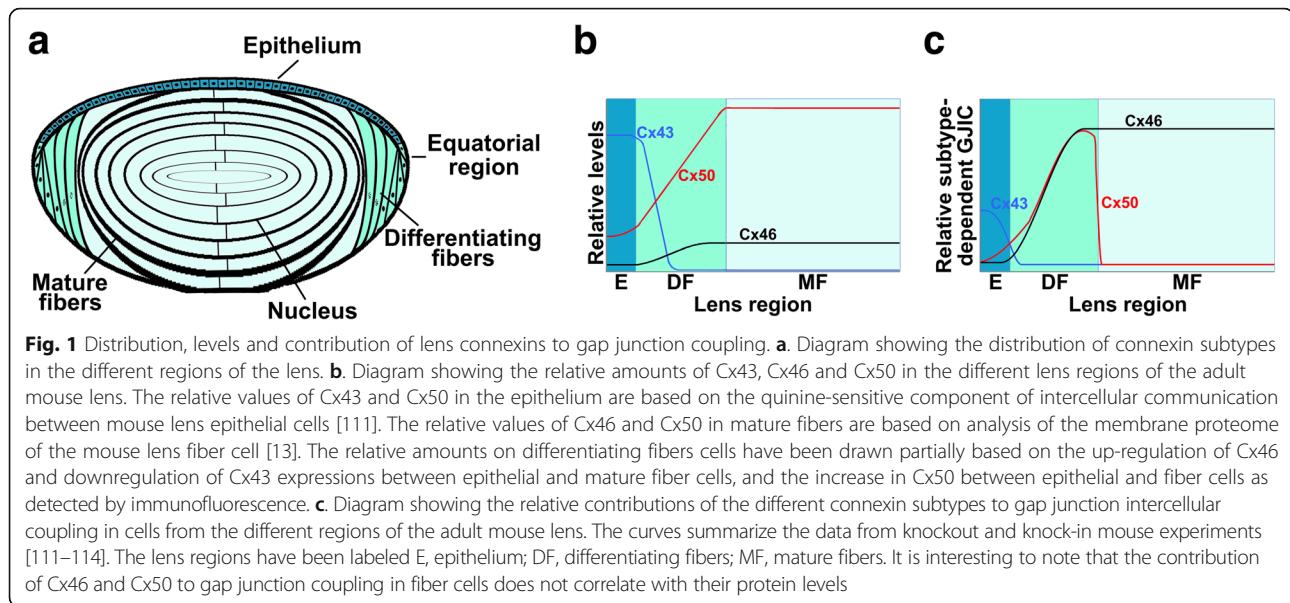 a
Epithelium
Equatorial
region
Differentiating
fibers
Mature
fibers
Nucleus
b
Relative levels
Cx43
Cx50
Cx46
E
DF
MF
Lens region
c
Relative subtype-
dependent GJIC
Cx46
Cx43
Cx50
E
DF
MF
Lens region
Fig. 1 Distribution, levels and contribution of lens connexins to gap junction coupling. a. Diagram showing the distribution of connexin subtypes
in the different regions of the lens. b. Diagram showing the relative amounts of Cx43, Cx46 and Cx50 in the different lens regions of the adult
mouse lens. The relative values of Cx43 and Cx50 in the epithelium are based on the quinine-sensitive component of intercellular communication
between mouse lens epithelial cells [111]. The relative values of Cx46 and Cx50 in mature fibers are based on analysis of the membrane proteome
of the mouse lens fiber cell [13]. The relative amounts on differentiating fibers cells have been drawn partially based on the up-regulation of Cx46
and downregulation of Cx43 expressions between epithelial and mature fiber cells, and the increase in Cx50 between epithelial and fiber cells as
detected by immunofluorescence. c. Diagram showing the relative contributions of the different connexin subtypes to gap junction intercellular
coupling in cells from the different regions of the adult mouse lens. The curves summarize the data from knockout and knock-in mouse experiments
[111–114]. The lens regions have been labeled E, epithelium; DF, differentiating fibers; MF, mature fibers. It is interesting to note that the contribution
of Cx46 and Cx50 to gap junction coupling in fiber cells does not correlate with their protein levels